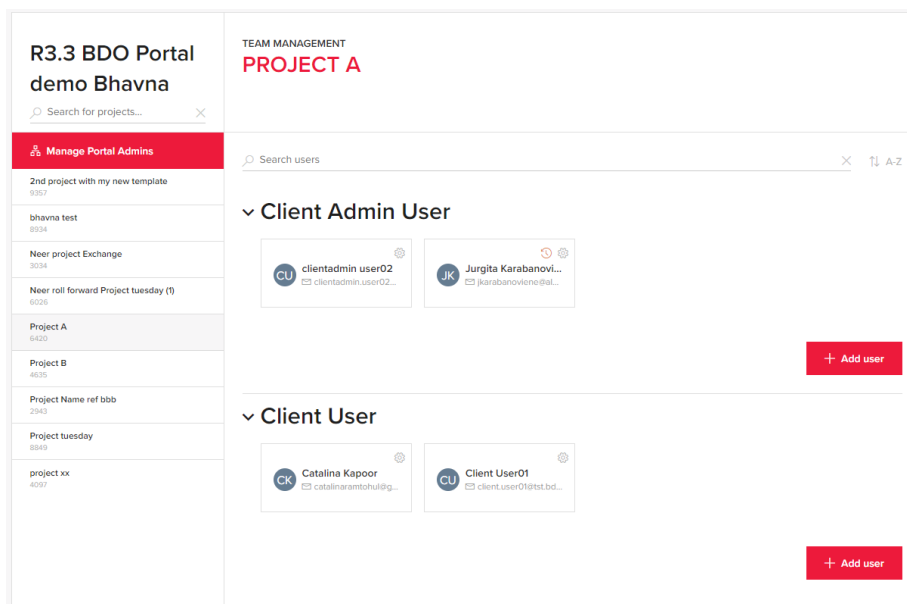 R3.3 BDO Portal
demo Bhavna
Search for projects...
Manage Portal Admins
2nd project with my new template
9357
bhavna test
8934
Neer project Exchange
3034
Neer roll forward Project tuesday (1)
6026
Project A
6420
Project B
4635
Project Name ref bbb
2943
Project tuesday
8849
project xx
4097
TEAM MANAGEMENT
PROJECT A
Search users
A-Z
Client Admin User
CU
clientadmin user02
clientadmin.user02...
JK
Jurgita Karabanovi...
jkarabanoviene@al...
+ Add user
Client User
CK
Catalina Kapoor
catalinaramtohul@g...
CU
Client User01
client.user01@tst.bd...
+ Add user